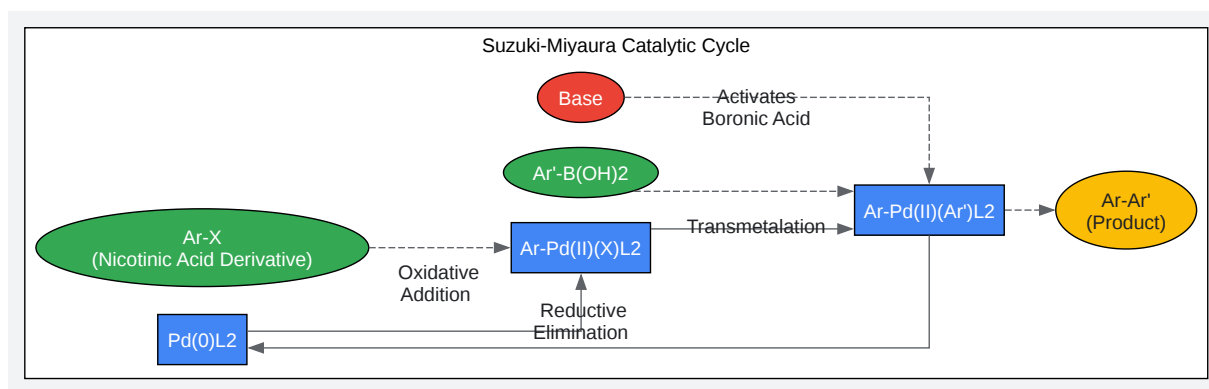 Suzuki-Miyaura Catalytic Cycle
Base
Activates
Boronic Acid
Ar'-B(OH)2
Ar-Pd(II)(Ar')L2
Ar-Ar'
(Product)
Ar-X
(Nicotinic Acid Derivative)
Ar-Pd(II)(X)L2
Transmetalation
Oxidative
Addition
Reductive
Elimination
Pd(0)L2